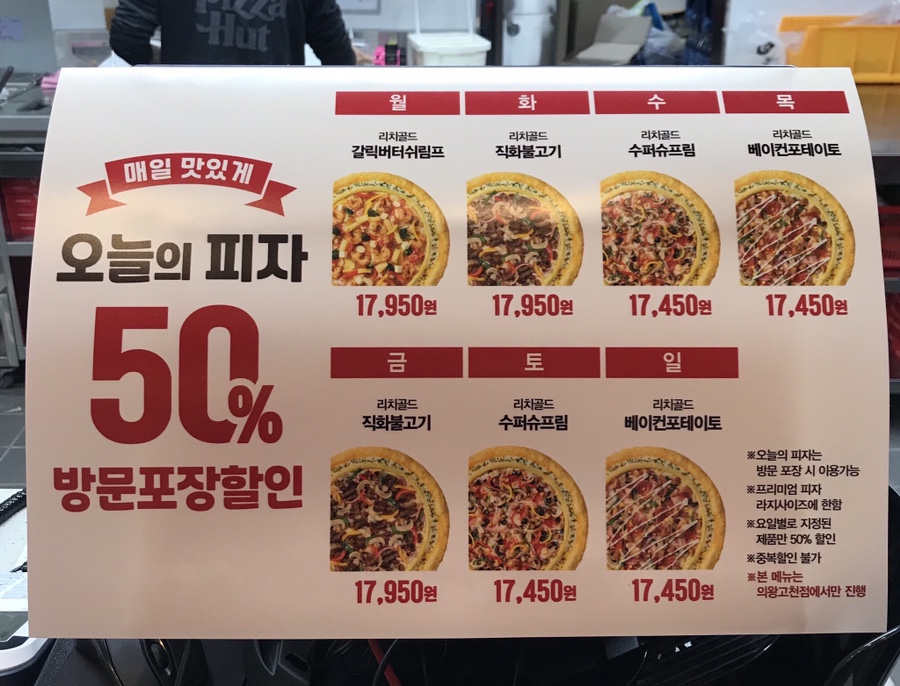 Pizza
Hut
매일 맛있게
오늘의 피자
50%
방문포장할인
월
리치골드
갈릭버터쉬림프
17,950원
화
리치골드
직화불고기
17,950원
수
리치골드
수퍼슈프림
17,450원
목
리치골드
베이컨포테이토
17,450원
금
리치골드
직화불고기
17,950원
토
리치골드
수퍼슈프림
17,450원
일
리치골드
베이컨포테이토
17,450원
※오늘의 피자는
방문 포장 시 이용가능
※프리미엄 피자
라지사이즈에 한함
※요일별로 지정된
제품만 50% 할인
※중복할인 불가
※본 메뉴는
의왕고천점에서만 진행